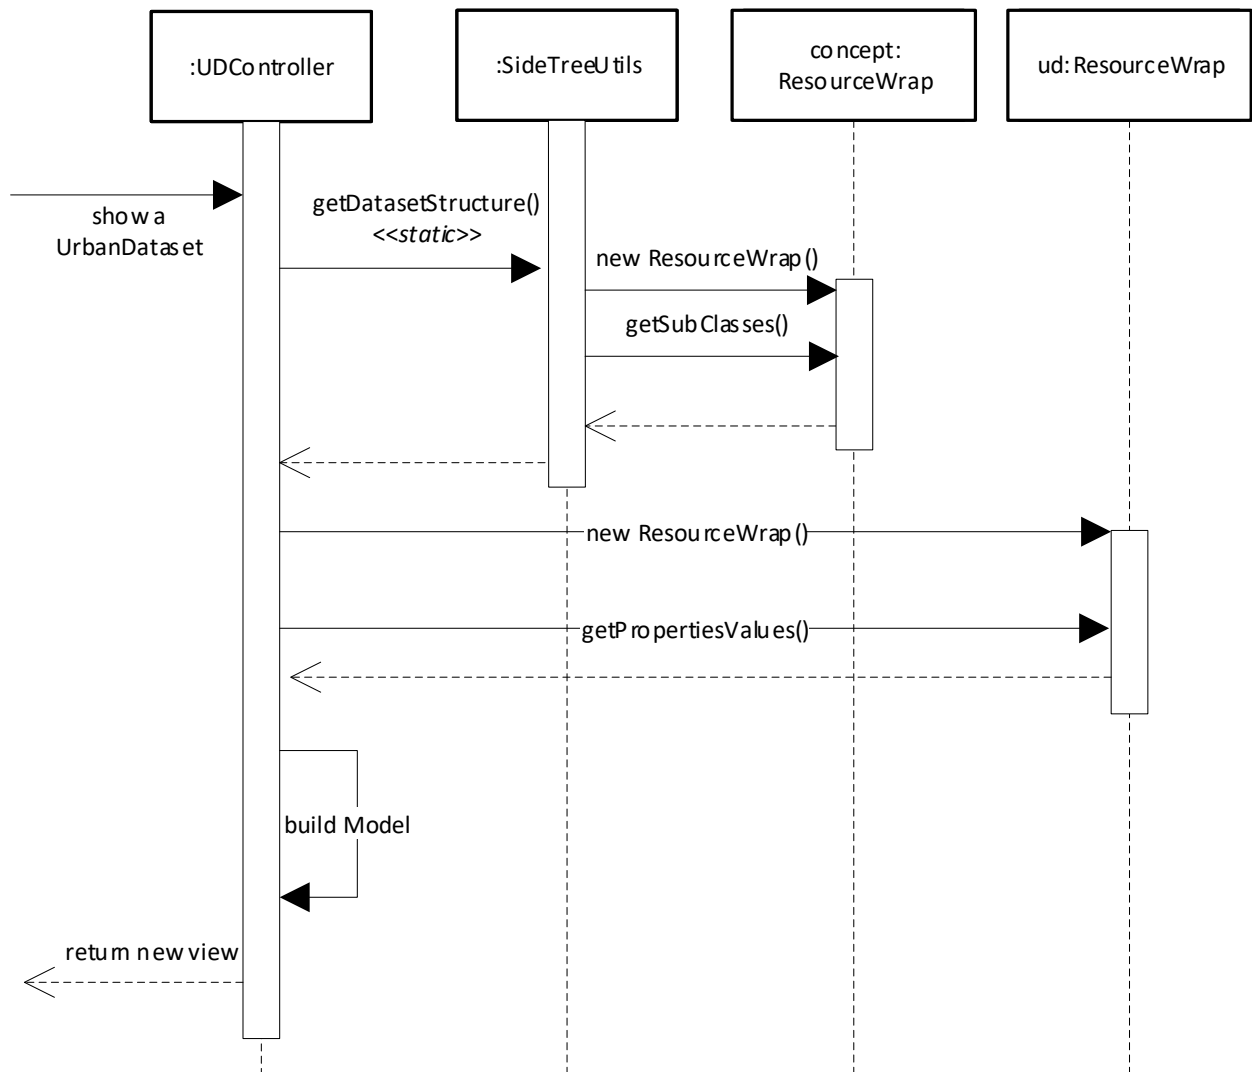 :UDController
:SideTreeUtils
concept:
ResourceWrap
ud:ResourceWrap
show a
UrbanDataset
getDatasetStructure()
<<static>>
new ResourceWrap()
getSubClasses()
new ResourceWrap()
getPropertiesValues()
build Model
return new view